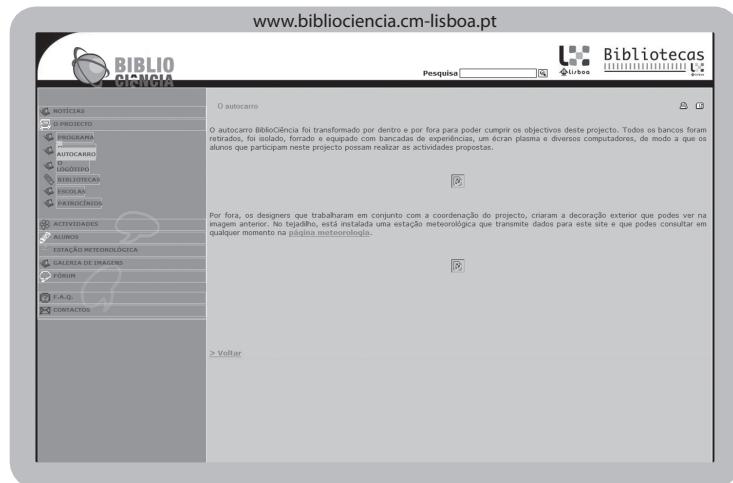 www.bibliociencia.cm-lisboa.pt
BIBLIO
CIÊNCIA
Pesquisa
Lisboa
Bibliotecas
NOTÍCIAS
O PROJECTO
PROGRAMA
O
AUTOCARRO
O
LOGÓTIPO
BIBLIOTECAS
ESCOLAS
PATROCÍNIOS
ACTIVIDADES
ALUNOS
ESTAÇÃO METEOROLÓGICA
GALERIA DE IMAGENS
FÓRUM
F.A.Q.
CONTACTOS
O autocarro
O autocarro BiblioCiência foi transformado por dentro e por fora para poder cumprir os objectivos deste projecto. Todos os bancos foram
retirados, foi isolado, forrado e equipado com bancadas de experiências, um écran plasma e diversos computadores, de modo a que os
alunos que participam neste projecto possam realizar as actividades propostas.
Por fora, os designers que trabalharam em conjunto com a coordenação do projecto, criaram a decoração exterior que podes ver na
imagem anterior. No tejadilho, está instalada uma estação meteorológica que transmite dados para este site e que podes consultar em
qualquer momento na página meteorologia.
> Voltar